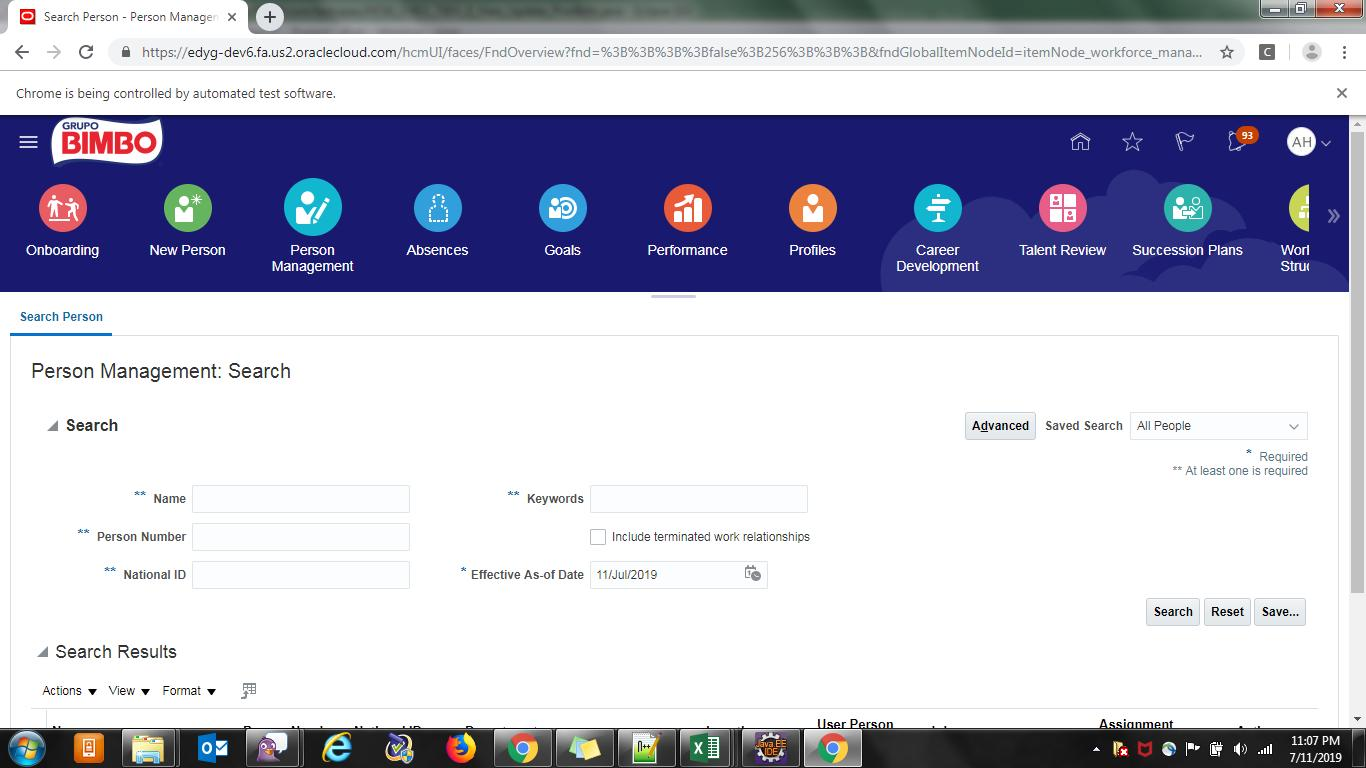 Search Person - Person Managem
https://edyg-dev6.fa.us2.oraclecloud.com/hcmUI/faces/FndOverview?fnd=%3B%3B%3B%3Bfalse%3B256%3B%3B%3B&fndGlobalItemNodeId=itemNode_workforce_mana...
C
Chrome is being controlled by automated test software.
GRUPO
BIMBO
93
AH
Onboarding
New Person
Person
Management
Absences
Goals
Performance
Profiles
Career
Development
Talent Review
Succession Plans
Search Person
Person Management: Search
Search
Advanced Saved Search All People
* Required
** At least one is required
** Name
** Keywords
** Person Number
Include terminated work relationships
** National ID
* Effective As-of Date 11/Jul/2019
Search Reset Save...
Search Results
Actions View Format
User Person
Assignment
Java EE
IDE
11:07 PM
7/11/2019